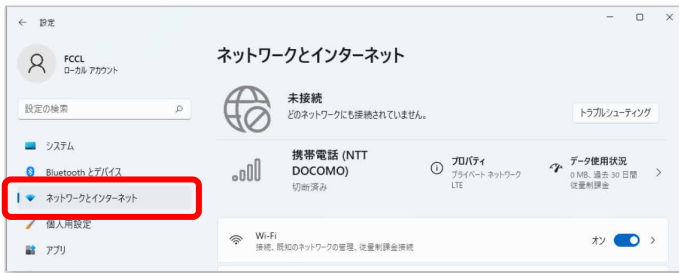 ← 設定
FCCL
ローカル アカウント
設定の検索
システム
Bluetooth とデバイス
ネットワークとインターネット
個人用設定
アプリ
ネットワークとインターネット
未接続
どのネットワークにも接続されていません。
トラブルシューティング
携帯電話 (NTT
DOCOMO)
切断済み
プロパティ
プライベート ネットワーク
LTE
データ使用状況
0 MB、過去 30 日間
従量制課金
Wi-Fi
接続、既知のネットワークの管理、従量制課金接続
オン